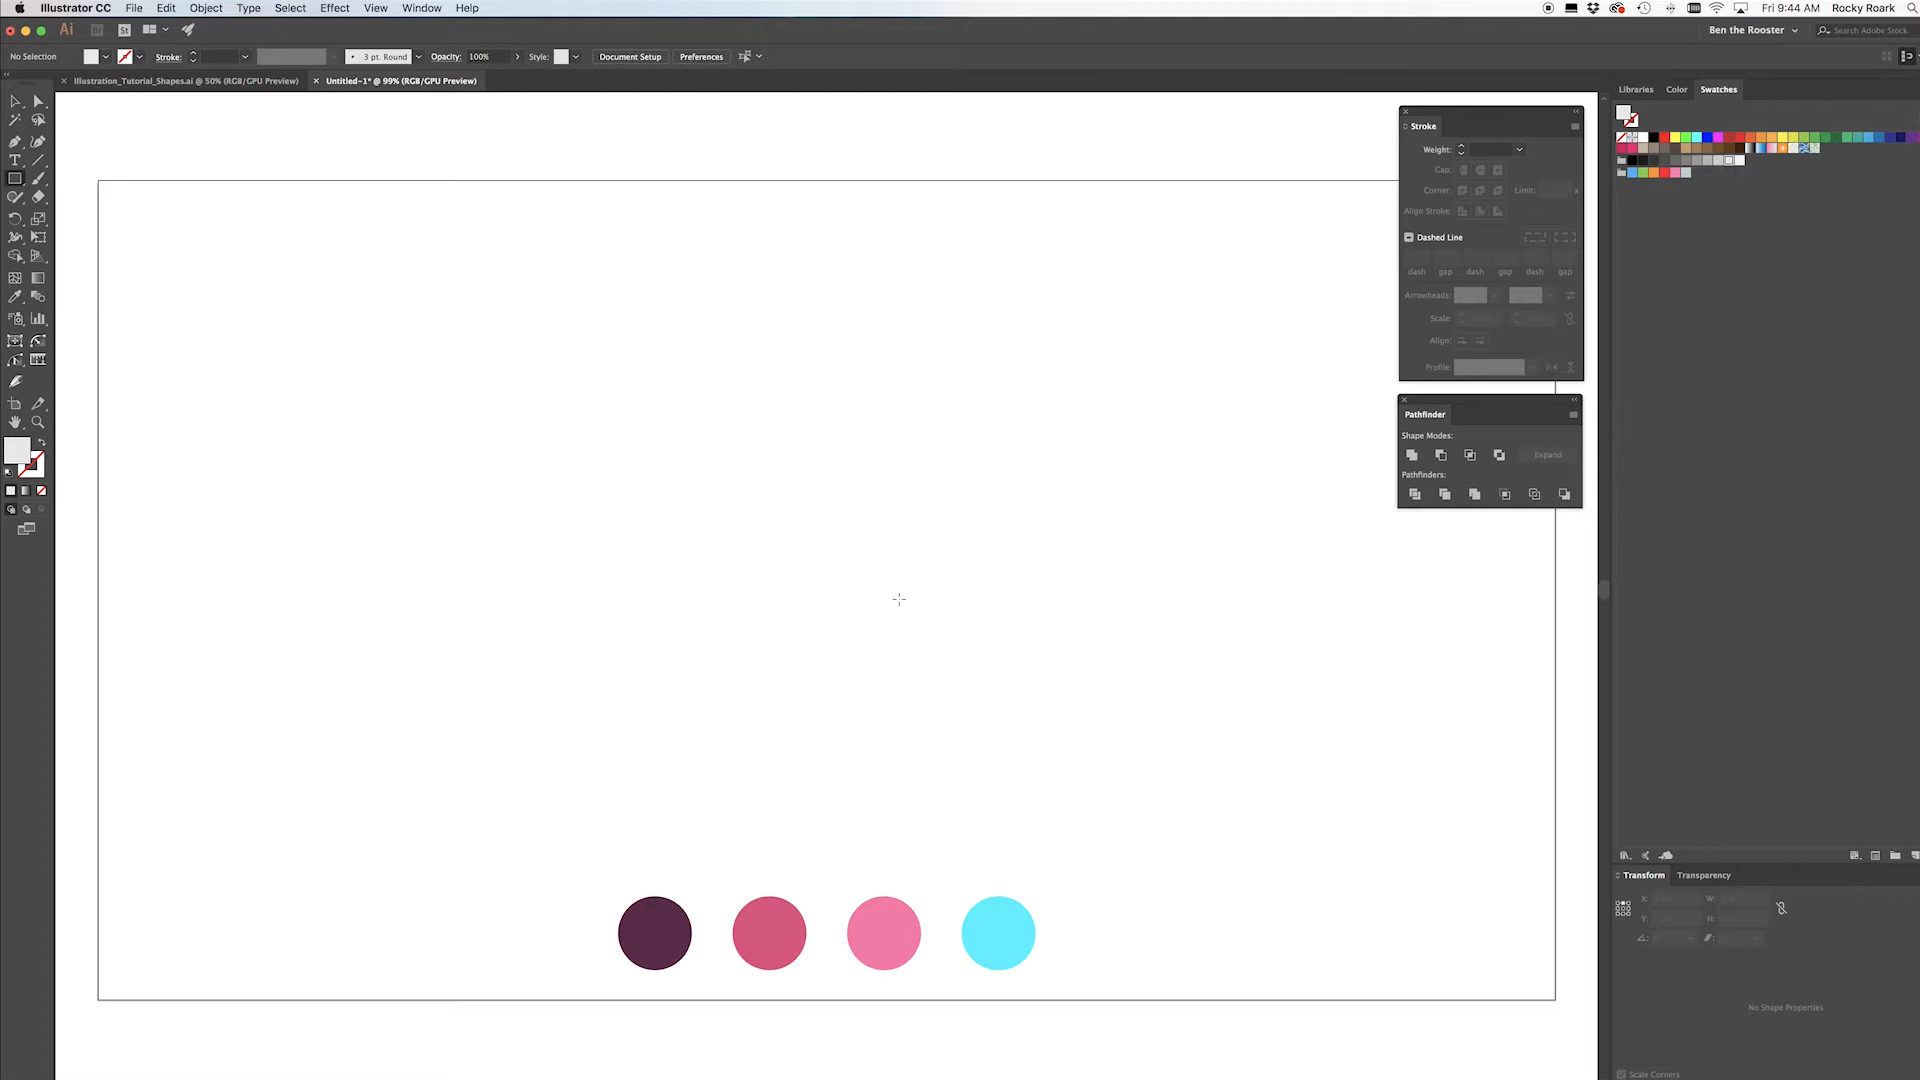 Illustrator CC File Edit Object Type Select Effect View Window Help Fri 9:44 AM Rocky Roark
Ai Br St Ben the Rooster Search Adobe Stock
No Selection Stroke: 3 pt. Round Opacity: 100% Style: Document Setup Preferences
Illustration_Tutorial_Shapes.ai @ 50% (RGB/GPU Preview) Untitled-1* @ 99% (RGB/GPU Preview)
Libraries Color Swatches
Stroke
Weight:
Cap:
Corner: Limit: x
Align Stroke:
Dashed Line
dash gap dash gap dash gap
Arrowheads:
Scale:
Align:
Profile:
Pathfinder
Shape Modes:
Expand
Pathfinders:
Transform Transparency
X: W:
Y: H:
No Shape Properties
Scale Corners